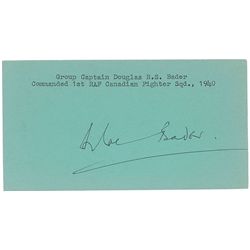 Group Captain Douglas R.S. Bader
Commanded 1st RAF Canadian Fighter Sqd., 1940
Bader.